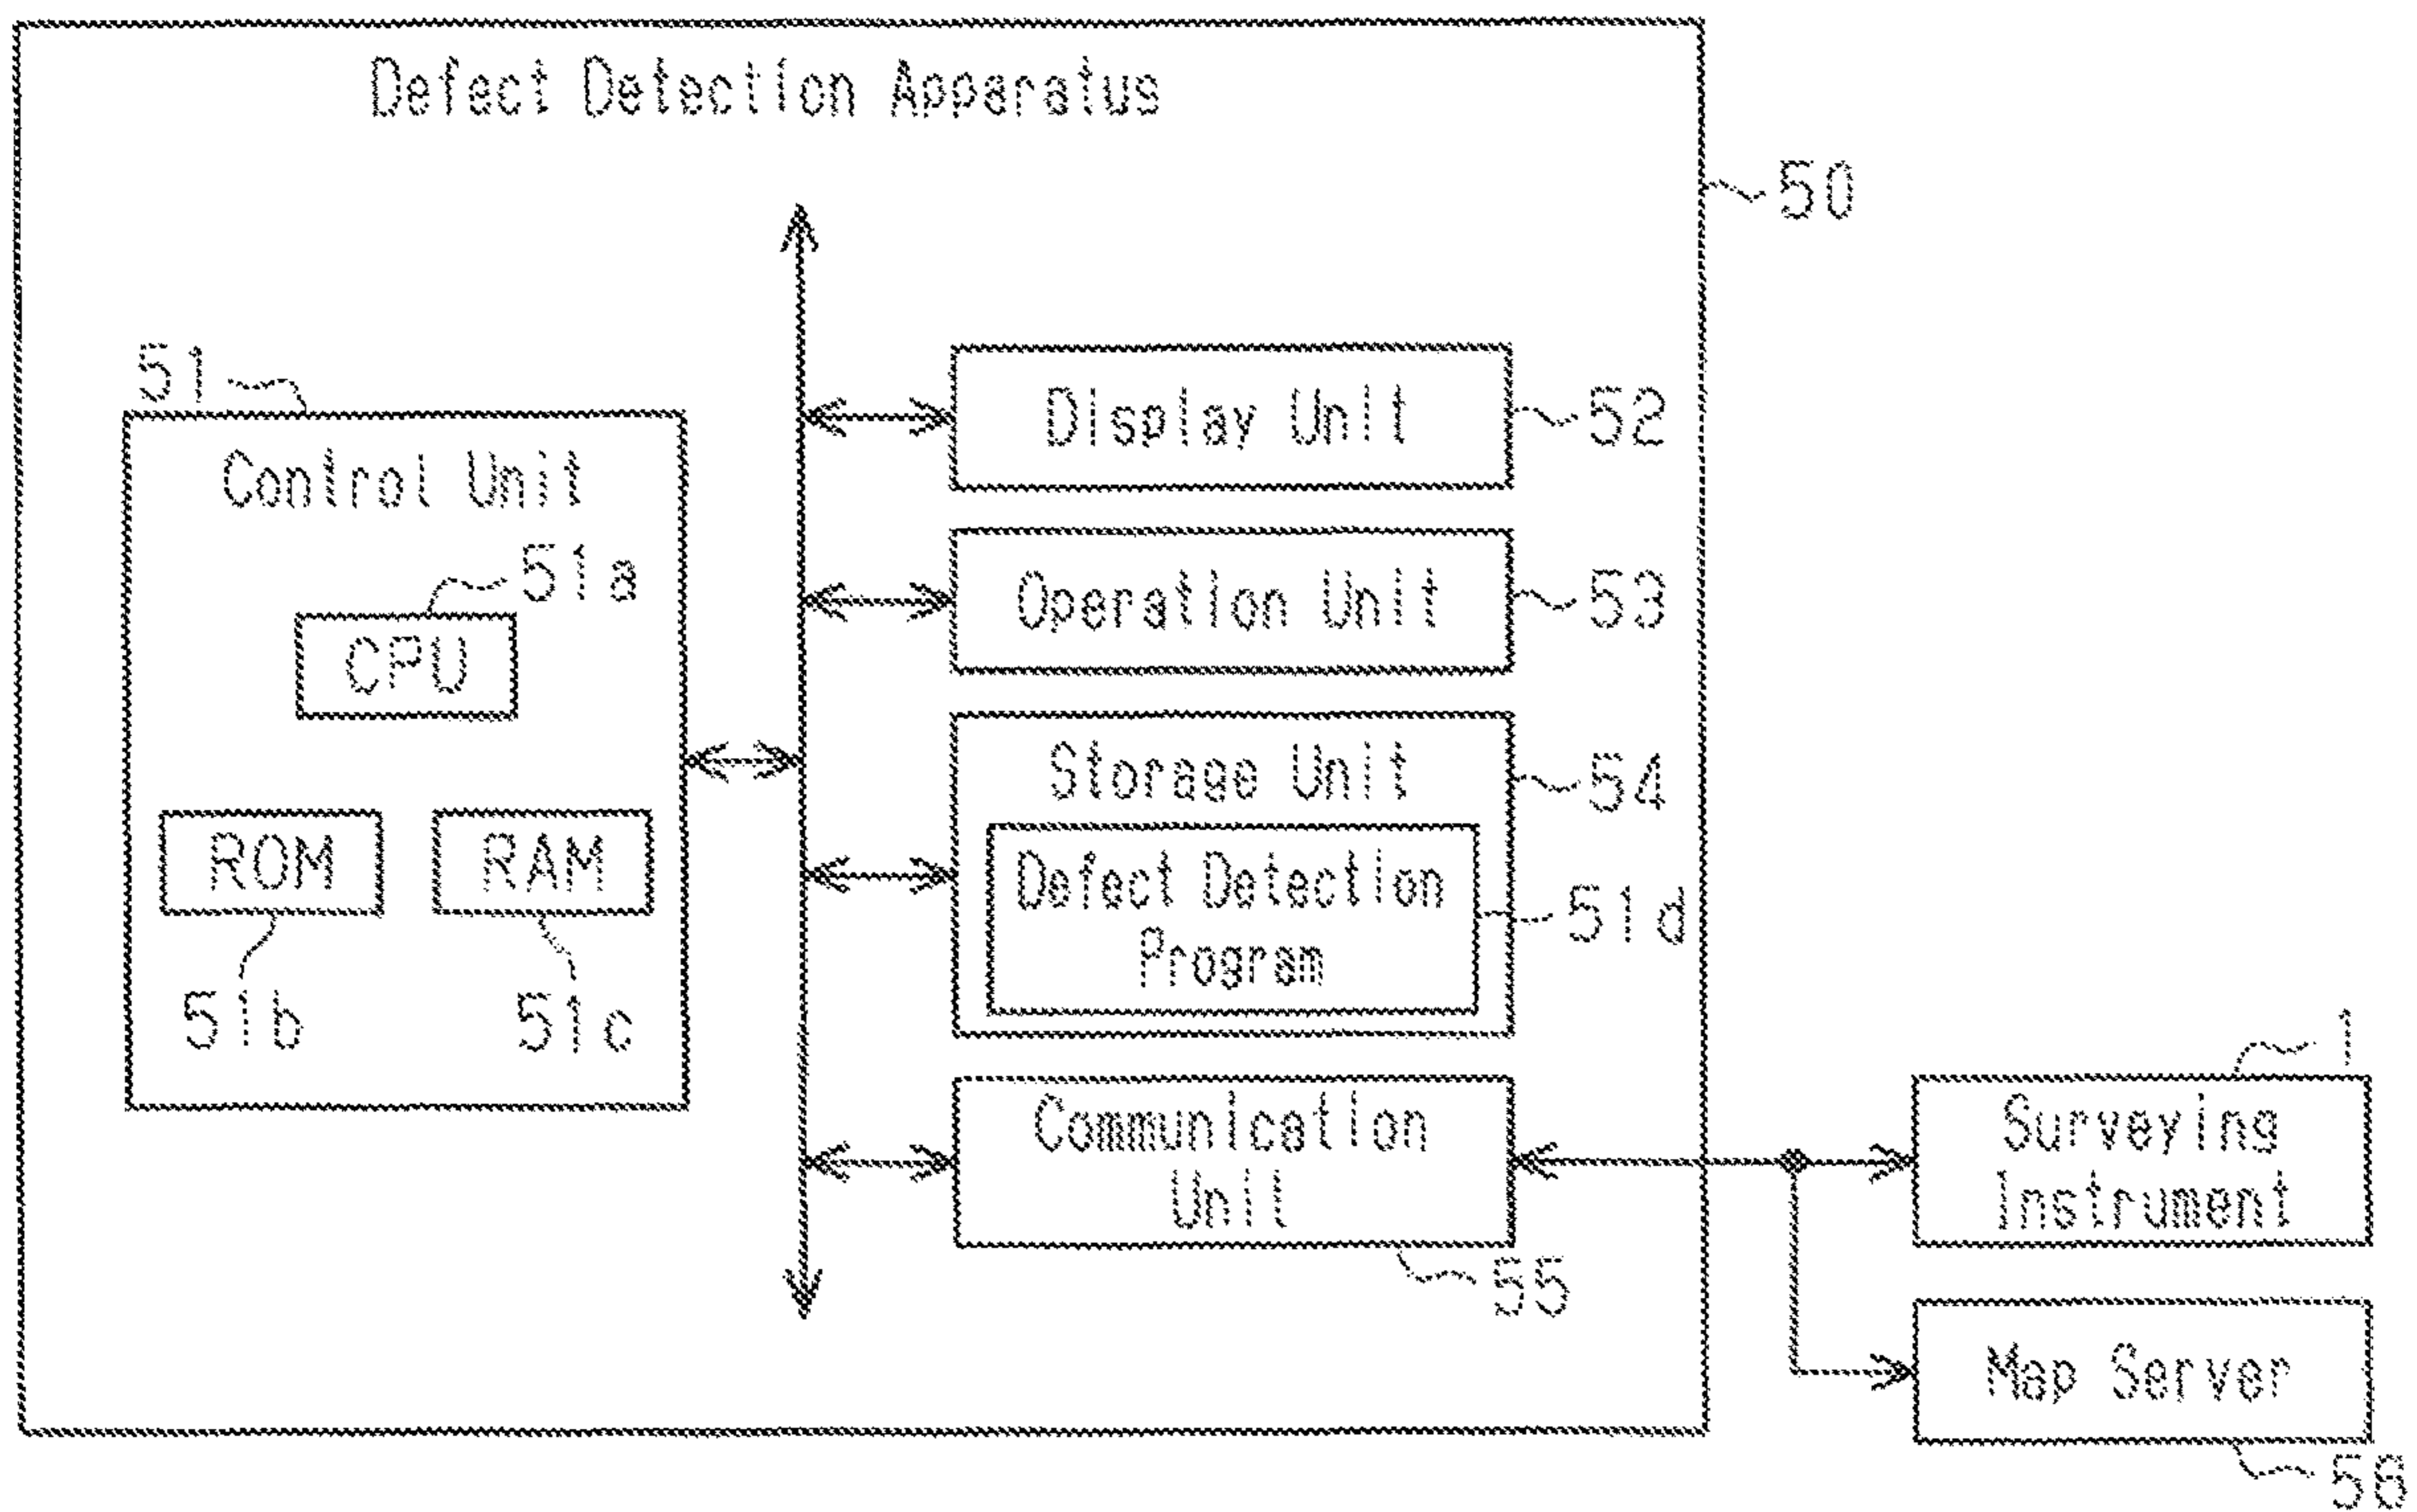 Defect Detection Apparatus
50
51
Control Unit
51a
CPU
ROM
RAM
51b
51c
Display Unit
52
Operation Unit
53
Storage Unit
54
Defect Detection
Program
51d
Communication
Unit
55
1
Surveying
Instrument
Map Server
56